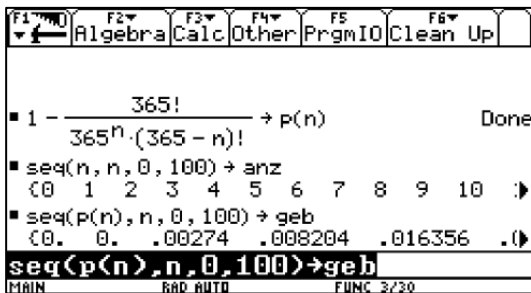 F1 F2 Algebra F3 Calc F4 Other F5 PrgmIO F6 Clean Up
▪ 1 - 365! / (365^n·(365 - n)!) → p(n) Done
▪ seq(n, n, 0, 100) → anz
{0 1 2 3 4 5 6 7 8 9 10
▪ seq(p(n), n, 0, 100) → geb
{0. 0. .00274 .008204 .016356 .0
seq(p(n),n,0,100)→geb
MAIN RAD AUTO FUNC 3/30